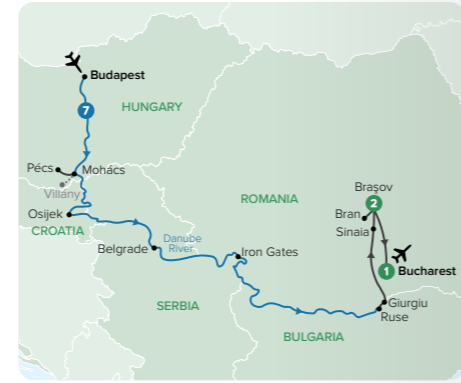 Budapest
7
HUNGARY
Pécs
Mohács
Villány
Osijek
CROATIA
Belgrade
Danube
River
SERBIA
Iron Gates
ROMANIA
Braşov
2
Bran
Sinaia
1
Bucharest
Giurgiu
Ruse
BULGARIA